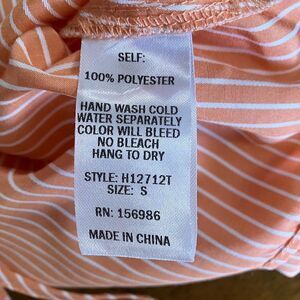 SELF:
100% POLYESTER
HAND WASH COLD
WATER SEPARATELY
COLOR WILL BLEED
NO BLEACH
HANG TO DRY
STYLE: H12712T
SIZE: S
RN: 156986
MADE IN CHINA